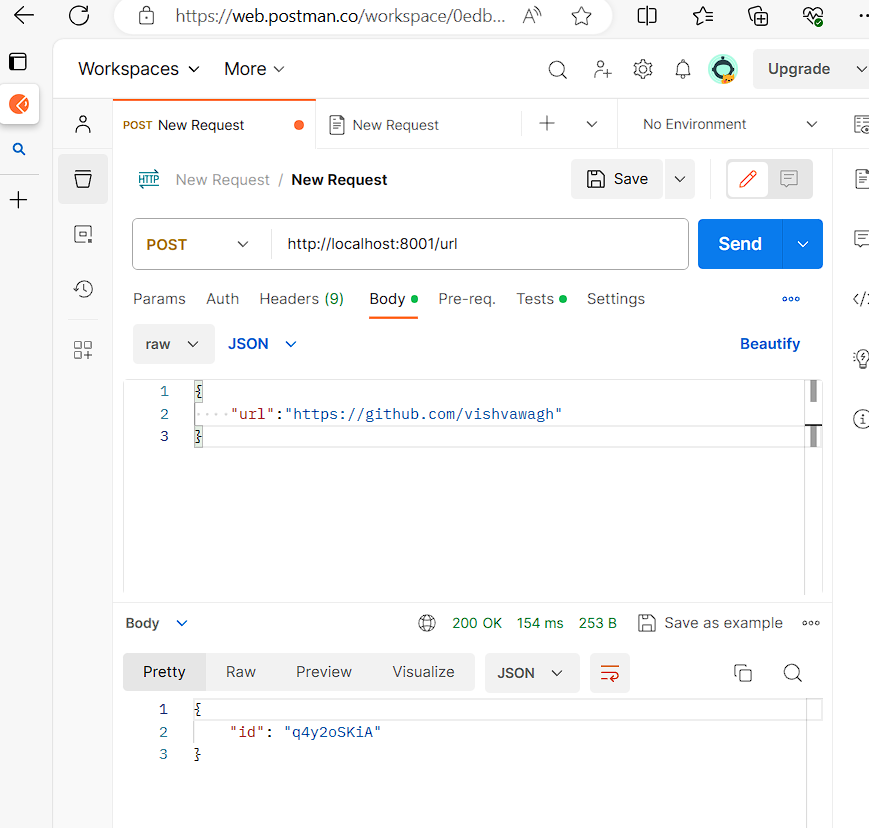 https://web.postman.co/workspace/0edb...
Workspaces More Upgrade
POST New Request New Request No Environment
HTTP New Request / New Request Save
POST http://localhost:8001/url Send
Params Auth Headers (9) Body Pre-req. Tests Settings
raw JSON Beautify
1 {
2 "url":"https://github.com/vishvawagh"
3 }
Body 200 OK 154 ms 253 B Save as example
Pretty Raw Preview Visualize JSON
1 {
2 "id": "q4y2oSKiA"
3 }